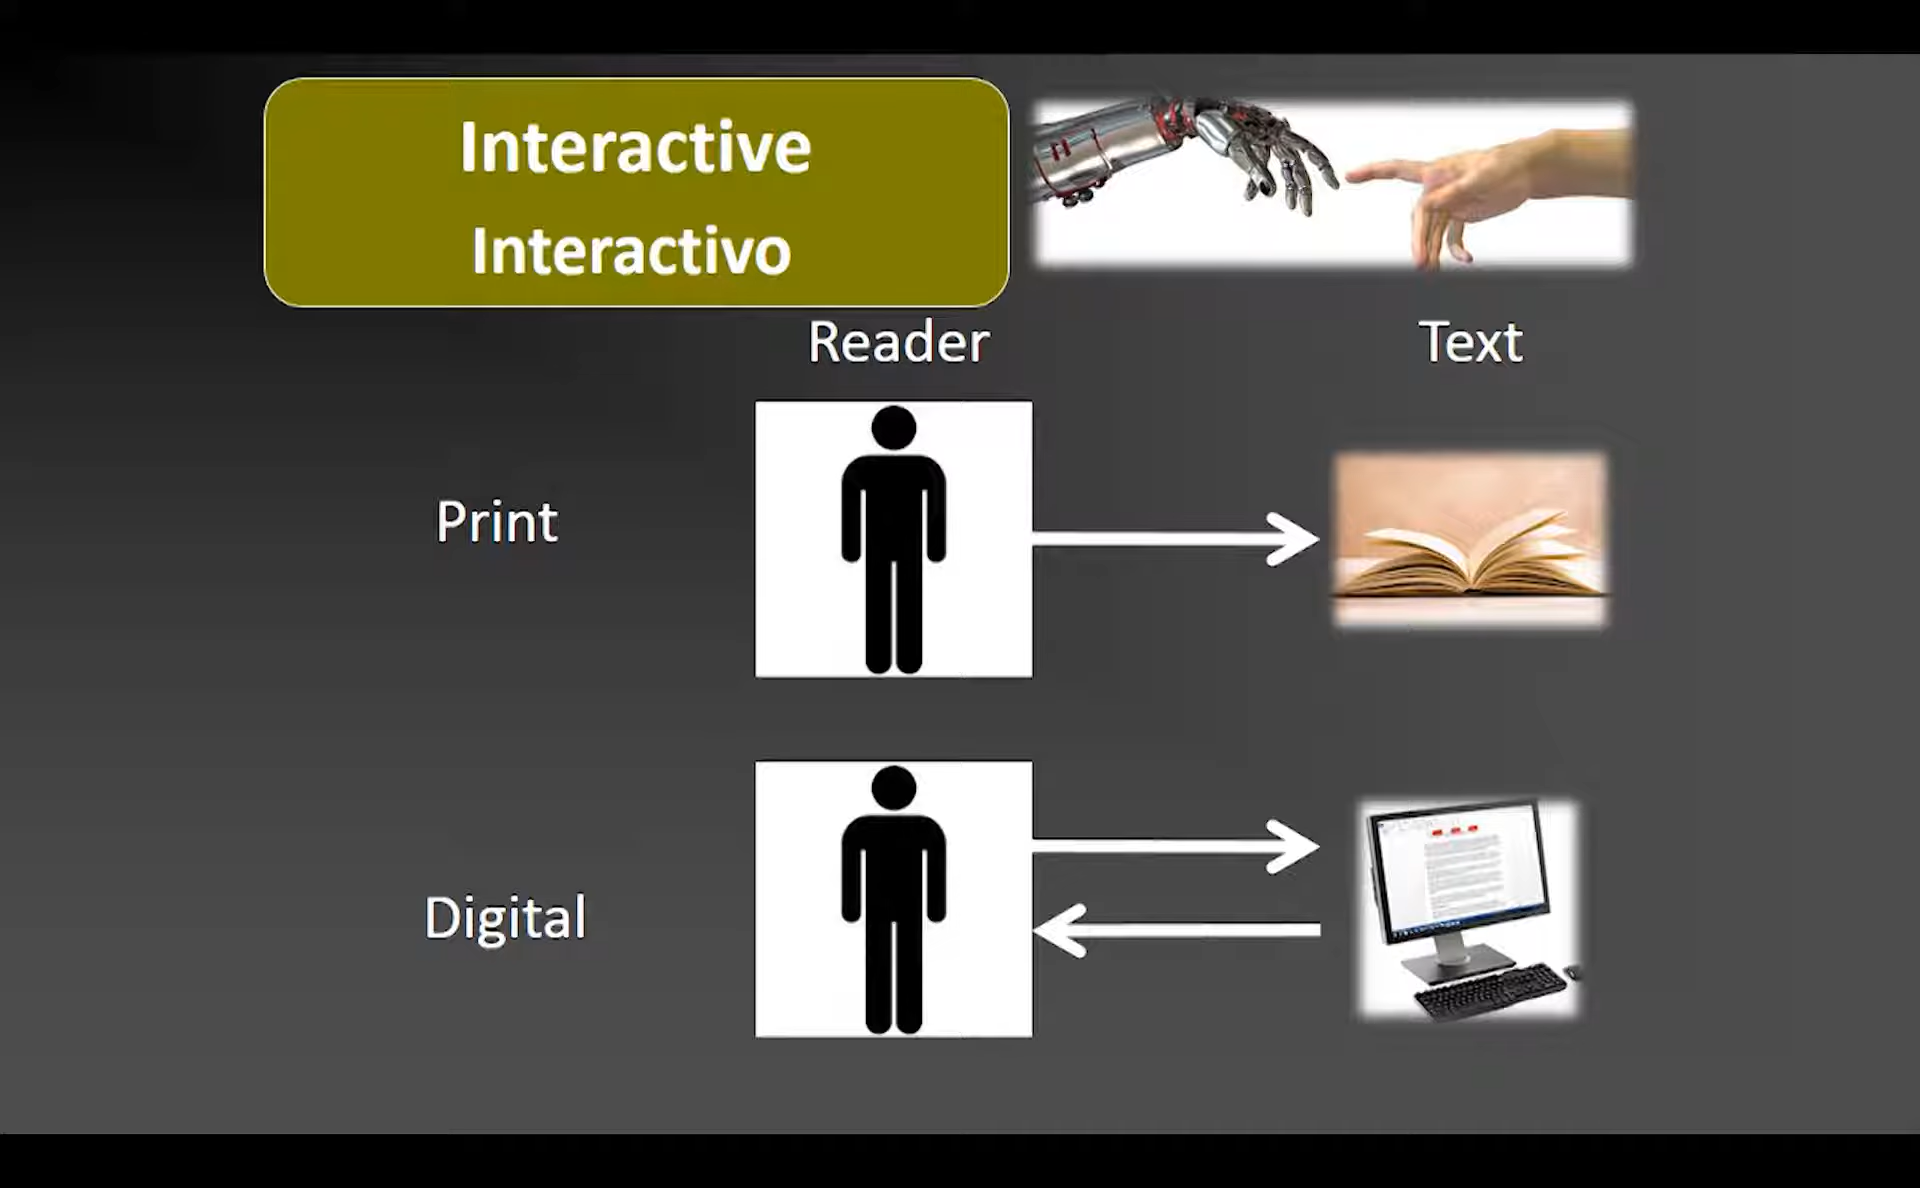 Interactive
Interactivo
Reader
Text
Print
Digital